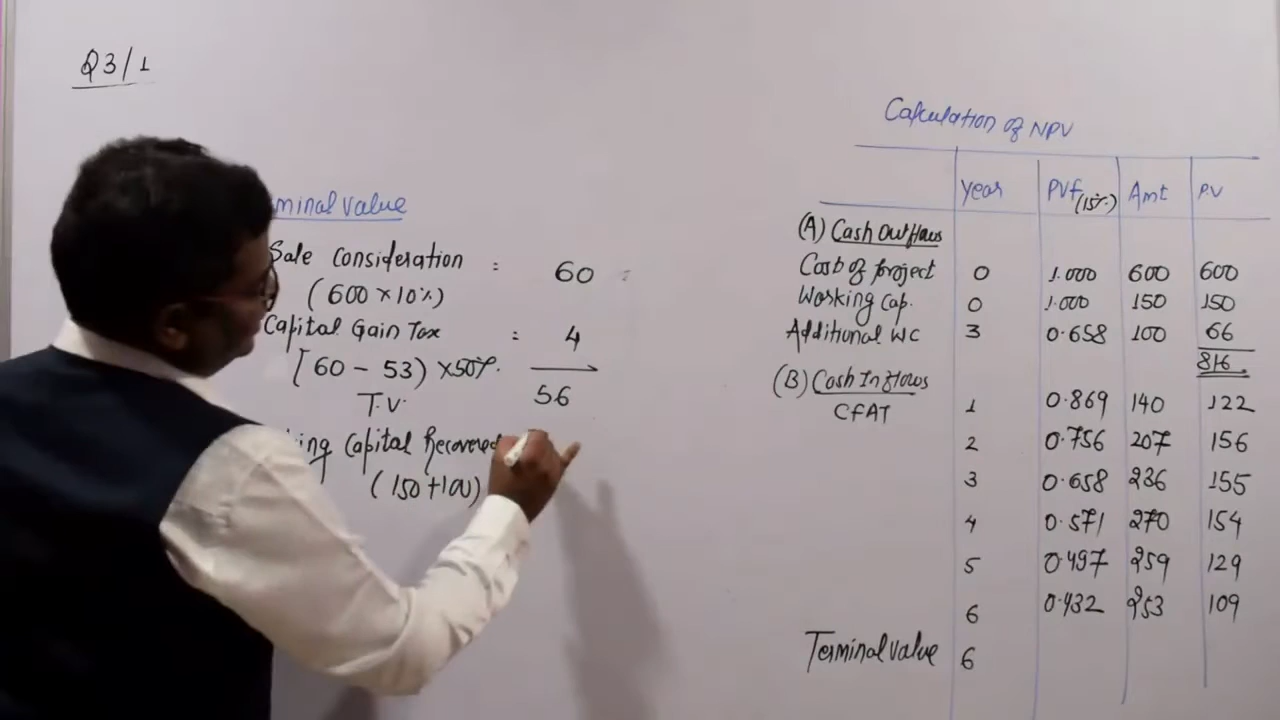 Q3/1
minal value
Sale Consideration = 60
(600 × 10%)
Capital Gain Tax = 4
[60 - 53) × 50%.
56
T.V.
ing Capital Recovered
(150+100)
Calculation of NPV
Year PVf (15%) Amt P.V
(A) Cash Outflows
Cost of project 0 1.000 600 600
Working Cap. 0 1.000 150 150
Additional WC 3 0.658 100 66
816
(B) Cash Inflows
CFAT 1 0.869 140 122
2 0.756 207 156
3 0.658 236 155
4 0.571 270 154
5 0.497 259 129
6 0.432 253 109
Terminal value 6